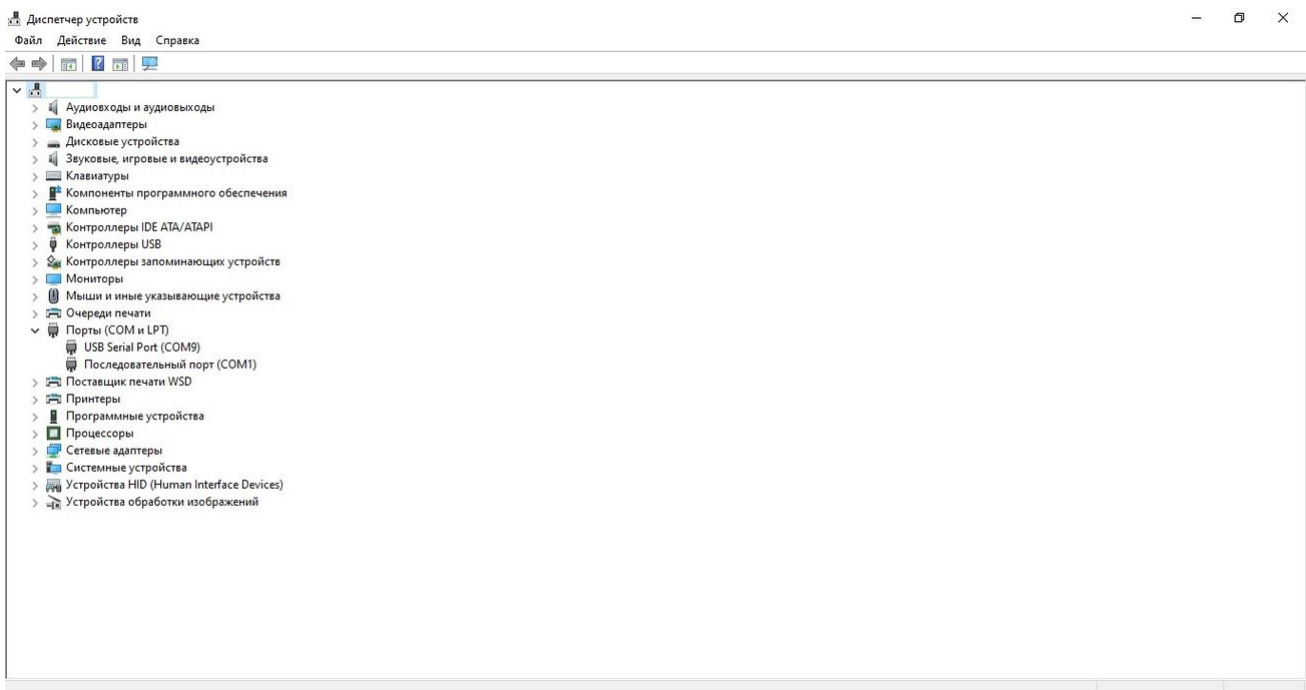 Диспетчер устройств
Файл Действие Вид Справка
Аудиовходы и аудиовыходы
Видеоадаптеры
Дисковые устройства
Звуковые, игровые и видеоустройства
Клавиатуры
Компоненты программного обеспечения
Компьютер
Контроллеры IDE ATA/ATAPI
Контроллеры USB
Контроллеры запоминающих устройств
Мониторы
Мыши и иные указывающие устройства
Очереди печати
Порты (COM и LPT)
USB Serial Port (COM9)
Последовательный порт (COM1)
Поставщик печати WSD
Принтеры
Программные устройства
Процессоры
Сетевые адаптеры
Системные устройства
Устройства HID (Human Interface Devices)
Устройства обработки изображений